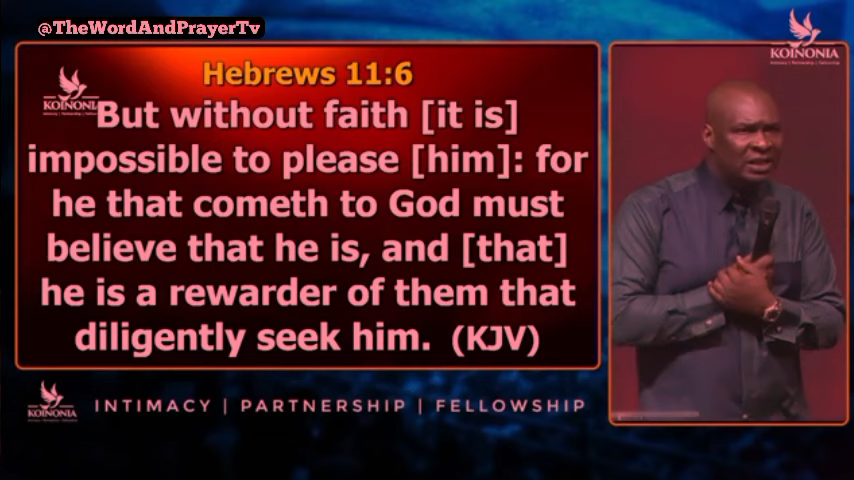 @TheWordAndPrayerTv
KOINONIA
Hebrews 11:6
KOINONIA
But without faith [it is]
impossible to please [him]: for
he that cometh to God must
believe that he is, and [that]
he is a rewarder of them that
diligently seek him. (KJV)
KOINONIA
INTIMACY | PARTNERSHIP | FELLOWSHIP